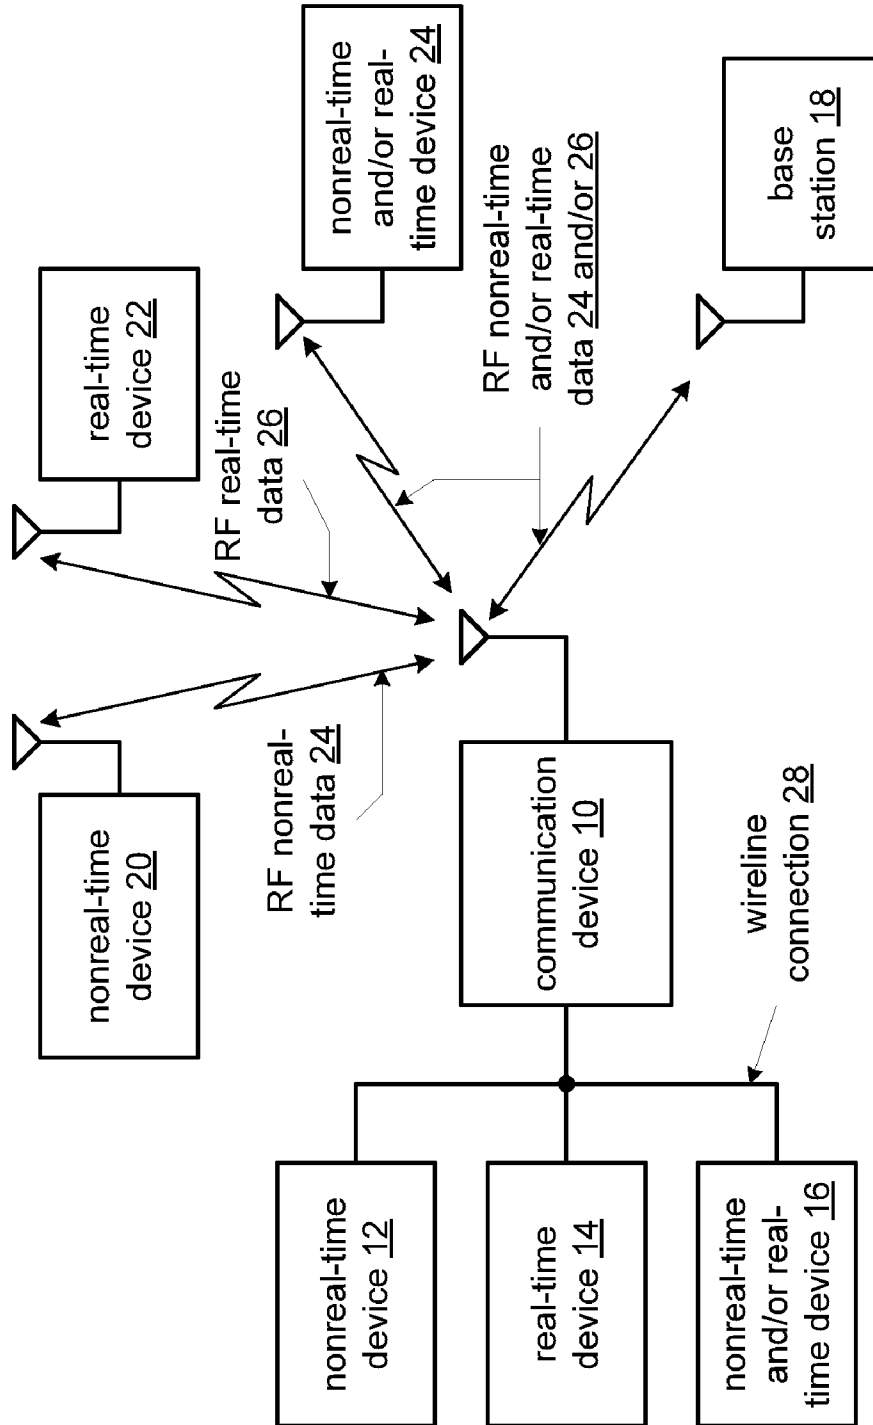 nonreal-time
device 20
real-time
device 22
RF nonreal-
time data 24
RF real-time
data 26
nonreal-time
and/or real-
time device 24
nonreal-time
device 12
real-time
device 14
nonreal-time
and/or real-
time device 16
communication
device 10
wireline
connection 28
RF nonreal-time
and/or real-time
data 24 and/or 26
base
station 18